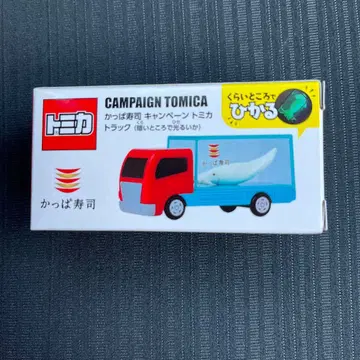 トミカ
CAMPAIGN TOMICA
かっぱ寿司 キャンペーン トミカ
トラック (暗いところで光るいか)
くらいところで
ひかる
かっぱ寿司
かっぱ寿司